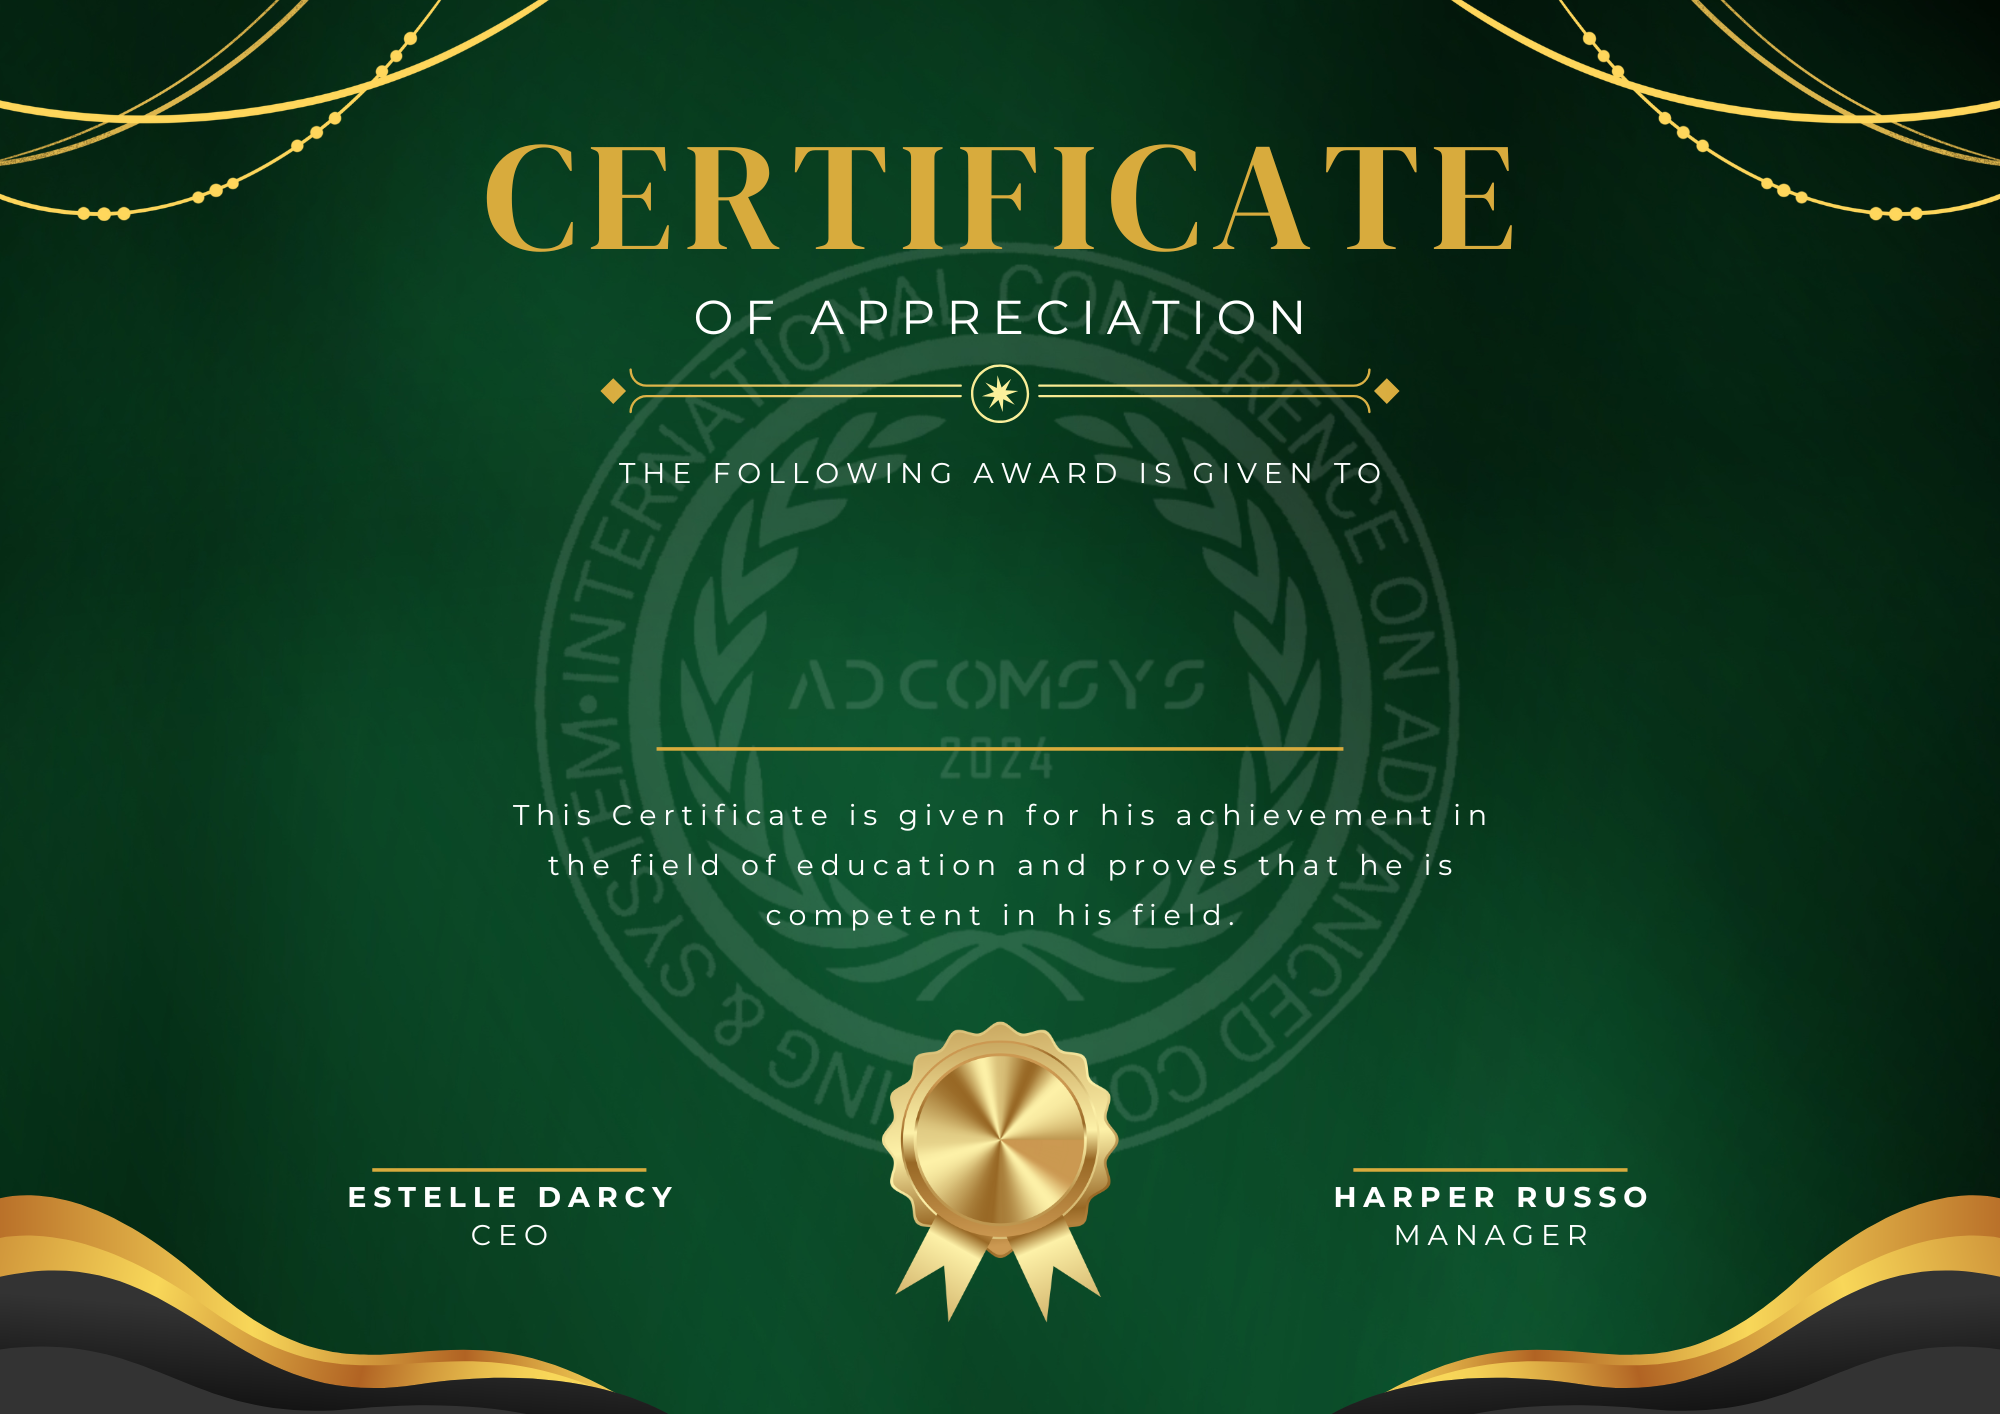 CERTIFICATE
OF APPRECIATION
THE FOLLOWING AWARD IS GIVEN TO
INTERNATIONAL CONFERENCE ON ADVANCED
& SYSTEM
ADCOMSYS
2024
This Certificate is given for his achievement in
the field of education and proves that he is
competent in his field.
ESTELLE DARCY
CEO
HARPER RUSSO
MANAGER